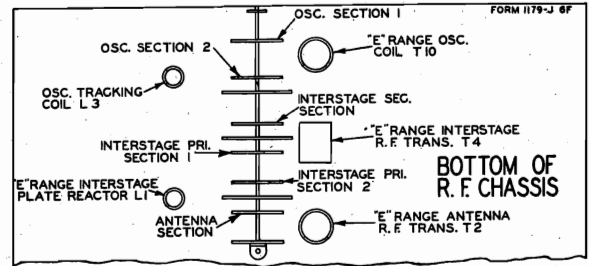 OSC. SECTION 1
FORM 1179-J 6F
OSC. SECTION 2
"E" RANGE OSC.
COIL T10
OSC. TRACKING
COIL L3
INTERSTAGE SEC.
SECTION
INTERSTAGE PRI.
SECTION 1
"E" RANGE INTERSTAGE
R.F. TRANS. T4
BOTTOM OF
R.F. CHASSIS
"E" RANGE INTERSTAGE
PLATE REACTOR L1
INTERSTAGE PRI.
SECTION 2
ANTENNA
SECTION
"E" RANGE ANTENNA
R.F. TRANS. T2